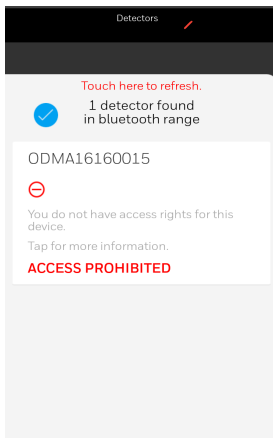 Detectors
Touch here to refresh.
1 detector found
in bluetooth range
ODMA16160015
You do not have access rights for this
device.
Tap for more information.
ACCESS PROHIBITED